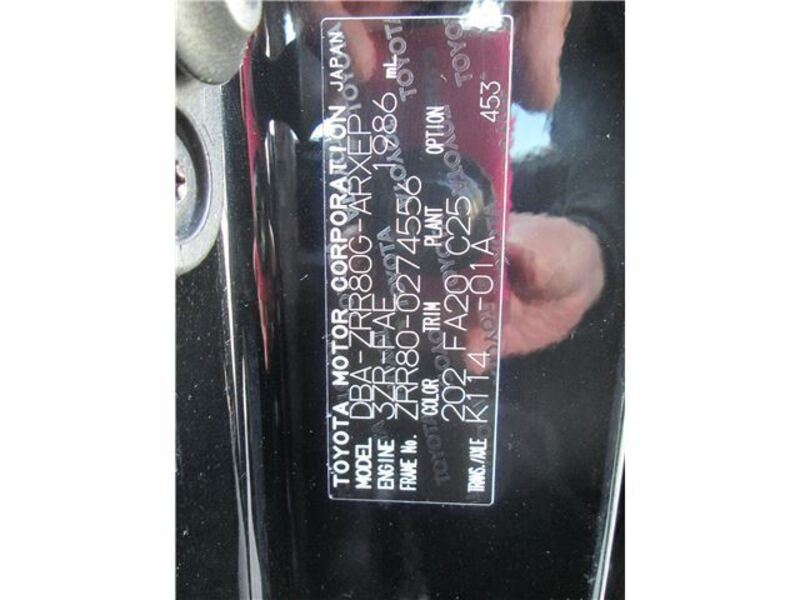 TOYOTA MOTOR CORPORATION JAPAN
MODEL DBA-ZRR80G-ARXEP
ENGINE 3ZR-FAE 1986 mL
FRAME No. ZRR80-0274556
COLOR TRIM PLANT OPTION
202 FA20 C25
TRANS./AXLE K114 -01A 453